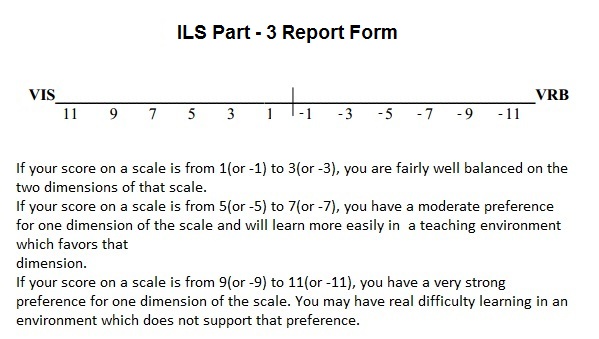 ILS Part - 3 Report Form
VIS VRB
11 9 7 5 3 1 -1 -3 -5 -7 -9 -11
If your score on a scale is from 1(or -1) to 3(or -3), you are fairly well balanced on the
two dimensions of that scale.
If your score on a scale is from 5(or -5) to 7(or -7), you have a moderate preference
for one dimension of the scale and will learn more easily in a teaching environment
which favors that
dimension.
If your score on a scale is from 9(or -9) to 11(or -11), you have a very strong
preference for one dimension of the scale. You may have real difficulty learning in an
environment which does not support that preference.